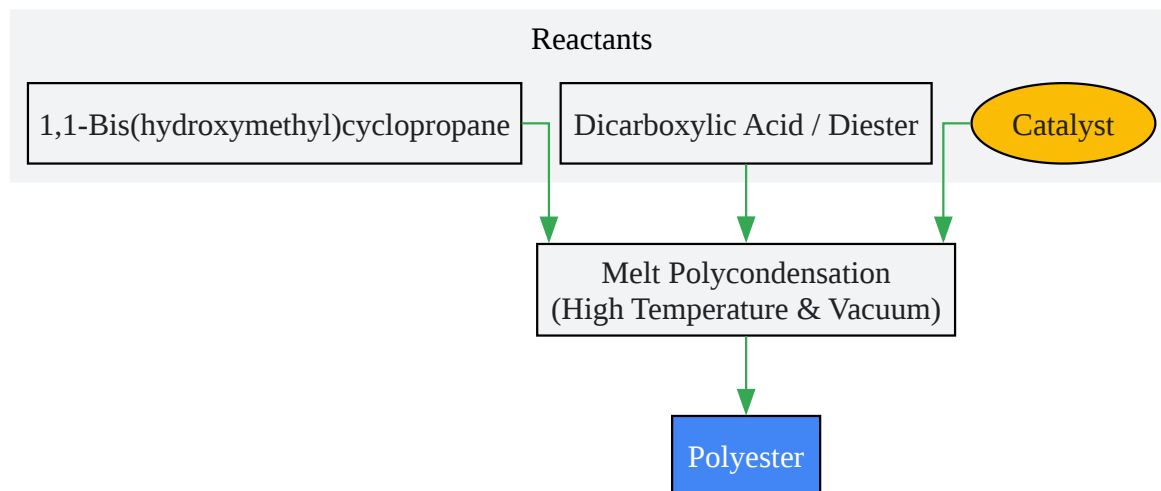 Reactants
1,1-Bis(hydroxymethyl)cyclopropane
Dicarboxylic Acid / Diester
Catalyst
Melt Polycondensation
(High Temperature & Vacuum)
Polyester